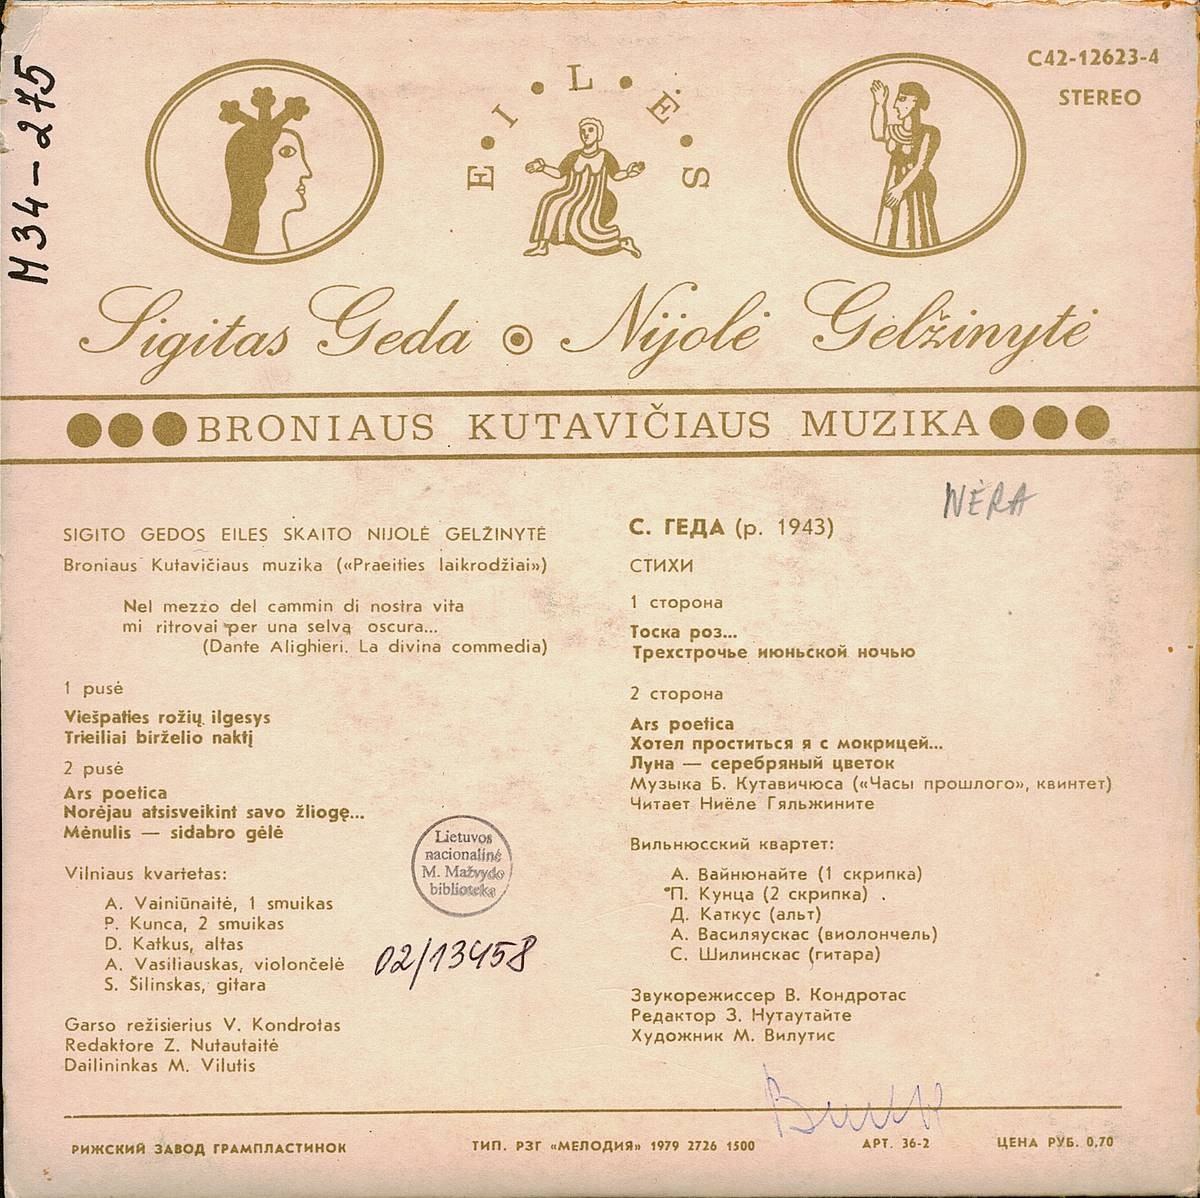 C42-12623-4
STEREO
M34-275
E•I•L•Ė•S
Sigitas Geda Nijolė Gelžinytė
BRONIAUS KUTAVIČIAUS MUZIKA
NĖRA
SIGITO GEDOS EILES SKAITO NIJOLĖ GELŽINYTĖ
Broniaus Kutavičiaus muzika («Praeities laikrodžiai»)
Nel mezzo del cammin di nostra vita
mi ritrovai per una selva oscura...
(Dante Alighieri. La divina commedia)
1 pusė
Viešpaties rožių ilgesys
Trieiliai birželio naktį
2 pusė
Ars poetica
Norėjau atsisveikint savo žliogę...
Mėnulis — sidabro gėlė
Vilniaus kvartetas:
A. Vainiūnaitė, 1 smuikas
P. Kunca, 2 smuikas
D. Katkus, altas
A. Vasiliauskas, violončelė
S. Šilinskas, gitara
Garso režisierius V. Kondrotas
Redaktorė Z. Nutautaitė
Dailininkas M. Vilutis
Lietuvos
nacionalinė
M. Mažvydo
biblioteka
02/13458
С. ГЕДА (р. 1943)
СТИХИ
1 сторона
Тоска роз...
Трехстрочье июньской ночью
2 сторона
Ars poetica
Хотел проститься я с мокрицей...
Луна — серебряный цветок
Музыка Б. Кутавичюса («Часы прошлого», квинтет)
Читает Ниёле Гяльжините
Вильнюсский квартет:
А. Вайнюнайте (1 скрипка)
П. Кунца (2 скрипка)
Д. Каткус (альт)
А. Василяускас (виолончель)
С. Шилинскас (гитара)
Звукорежиссер В. Кондротас
Редактор З. Нутаутайте
Художник М. Вилутис
РИЖСКИЙ ЗАВОД ГРАМПЛАСТИНОК
ТИП. РЗГ «МЕЛОДИЯ» 1979 2726 1500
АРТ. 36-2
ЦЕНА РУБ. 0,70